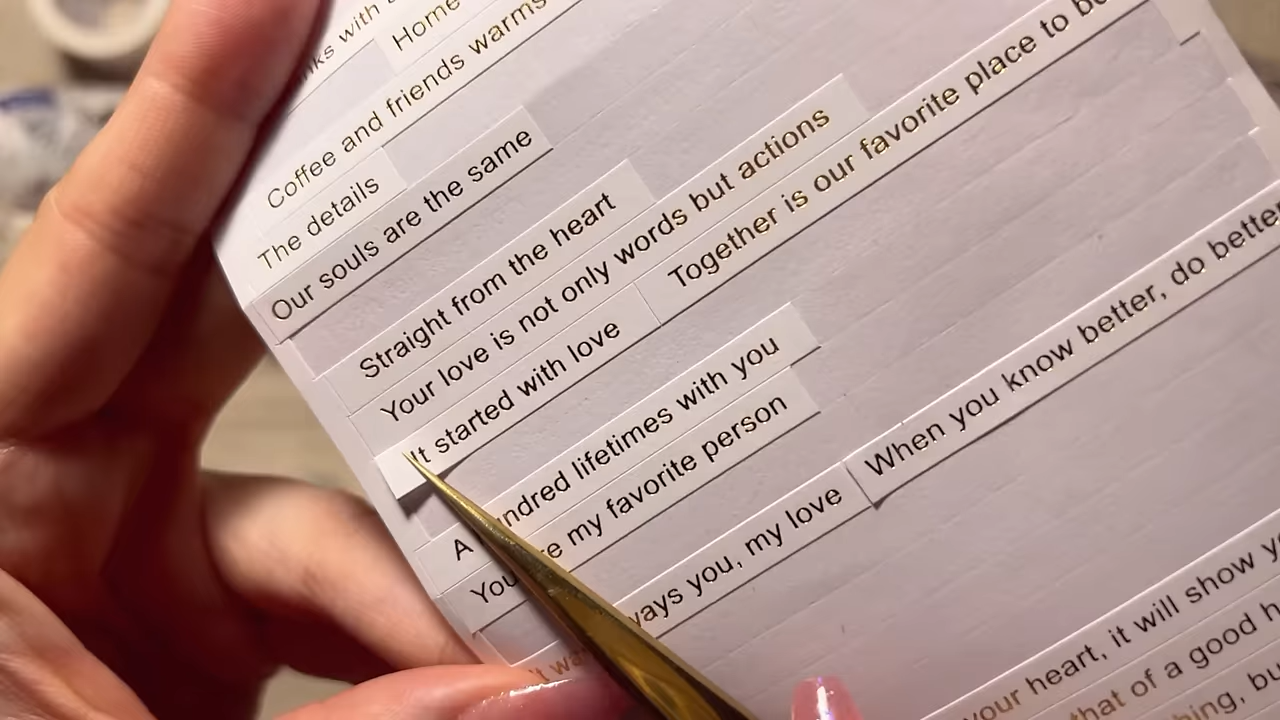 with
Home
Coffee and friends warms
The details
Our souls are the same
Straight from the heart
Your love is not only words but actions
It started with love
Together is our favorite place to
A ndred lifetimes with you
You re my favorite person
ways you, my love
When you know better, do better
your heart, it will show
that of a good